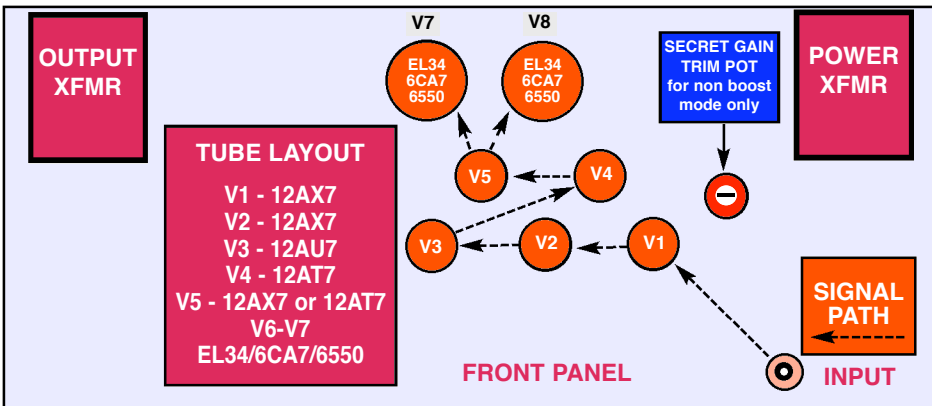 V7
V8
OUTPUT
XFMR
EL34
6CA7
6550
EL34
6CA7
6550
SECRET GAIN
TRIM POT
for non boost
mode only
POWER
XFMR
TUBE LAYOUT
V1 - 12AX7
V2 - 12AX7
V3 - 12AU7
V4 - 12AT7
V5 - 12AX7 or 12AT7
V6-V7
EL34/6CA7/6550
V5
V4
V3
V2
V1
SIGNAL
PATH
FRONT PANEL
INPUT